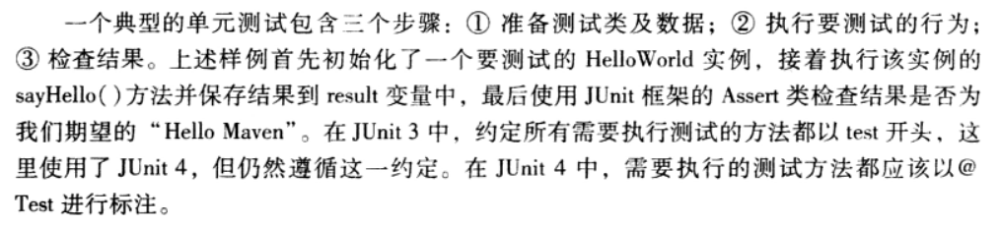 一个典型的单元测试包含三个步骤：① 准备测试类及数据；② 执行要测试的行为；
③ 检查结果。上述样例首先初始化了一个要测试的 HelloWorld 实例，接着执行该实例的
sayHello( )方法并保存结果到 result 变量中，最后使用 JUnit 框架的 Assert 类检查结果是否为
我们期望的“Hello Maven”。在 JUnit 3 中，约定所有需要执行测试的方法都以 test 开头，这
里使用了 JUnit 4，但仍然遵循这一约定。在 JUnit 4 中，需要执行的测试方法都应该以@
Test 进行标注。